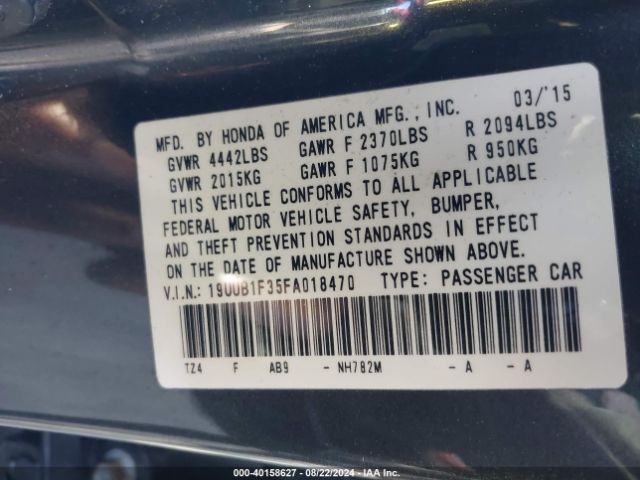 MFD. BY HONDA OF AMERICA MFG., INC. 03/'15
GVWR 4442LBS GAWR F 2370LBS R 2094LBS
GVWR 2015KG GAWR F 1075KG R 950KG
THIS VEHICLE CONFORMS TO ALL APPLICABLE
FEDERAL MOTOR VEHICLE SAFETY, BUMPER,
AND THEFT PREVENTION STANDARDS IN EFFECT
ON THE DATE OF MANUFACTURE SHOWN ABOVE.
V.I.N.: 19UUB1F35FA018470 TYPE: PASSENGER CAR
TZ4 F AB9 - NH782M - A - A
000-40158627 - 08/22/2024 - IAA Inc.